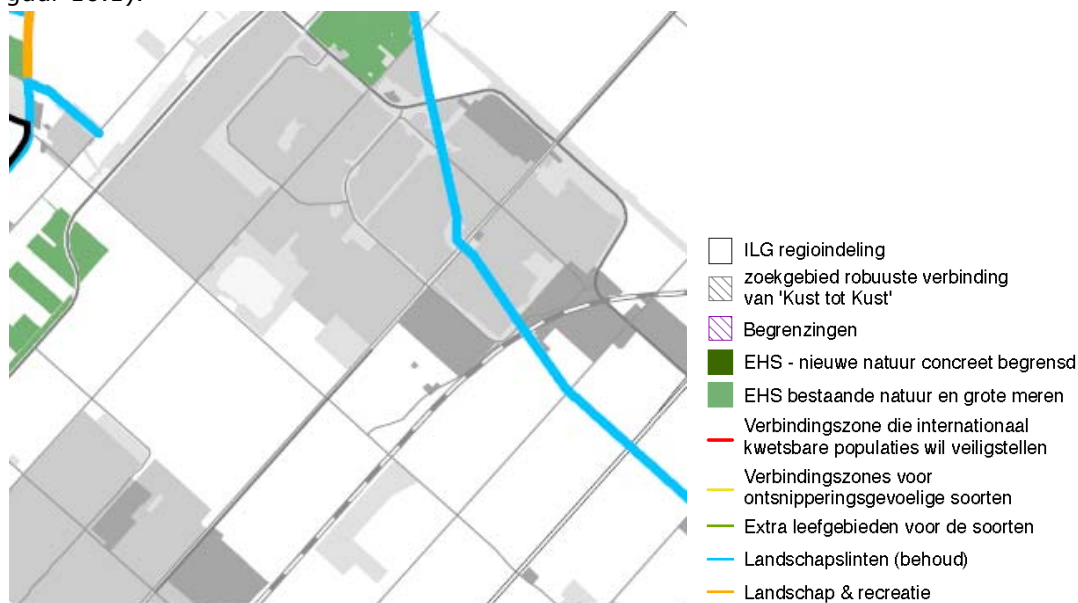 ILG regioindeling
zoekgebied robuuste verbinding
van 'Kust tot Kust'
Begrenzingen
EHS - nieuwe natuur concreet begrensd
EHS bestaande natuur en grote meren
Verbindingszone die internationaal
kwetsbare populaties wil veiligstellen
Verbindingszones voor
ontsnipperingsgevoelige soorten
Extra leefgebieden voor de soorten
Landschapslinten (behoud)
Landschap & recreatie